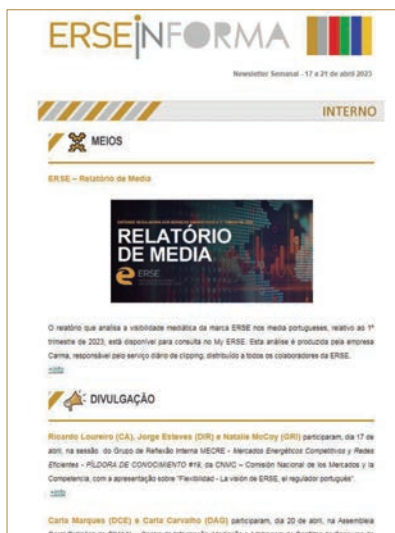 ERSEINFORMA
Newsletter Semanal - 17 a 21 de abril 2023
INTERNO
MEIOS
ERSE – Relatório de Media
RELATÓRIO
DE MEDIA
ERSE
O relatório que analisa a visibilidade mediática da marca ERSE nos media portugueses, relativo ao 1º
trimestre de 2023, está disponível para consulta no My ERSE. Esta análise é produzida pela empresa
Carma, responsável pelo serviço diário de clipping, distribuído a todos os colaboradores da ERSE.
+info
DIVULGAÇÃO
Ricardo Loureiro (CA), Jorge Esteves (DIR) e Natalie McCoy (GRI) participaram, dia 17 de
abril, na sessão do Grupo de Reflexão Interna MECRE - Mercados Energéticos Competitivos y Redes
Eficientes - PÍLDORA DE CONOCIMIENTO #19, da CNMC – Comisión Nacional de los Mercados y la
Competencia, com a apresentação sobre "Flexibilidad - La visión de ERSE, el regulador portugués".
+info
Carla Marques (DCE) e Carla Carvalho (DAG) participaram, dia 20 de abril, na Assembleia